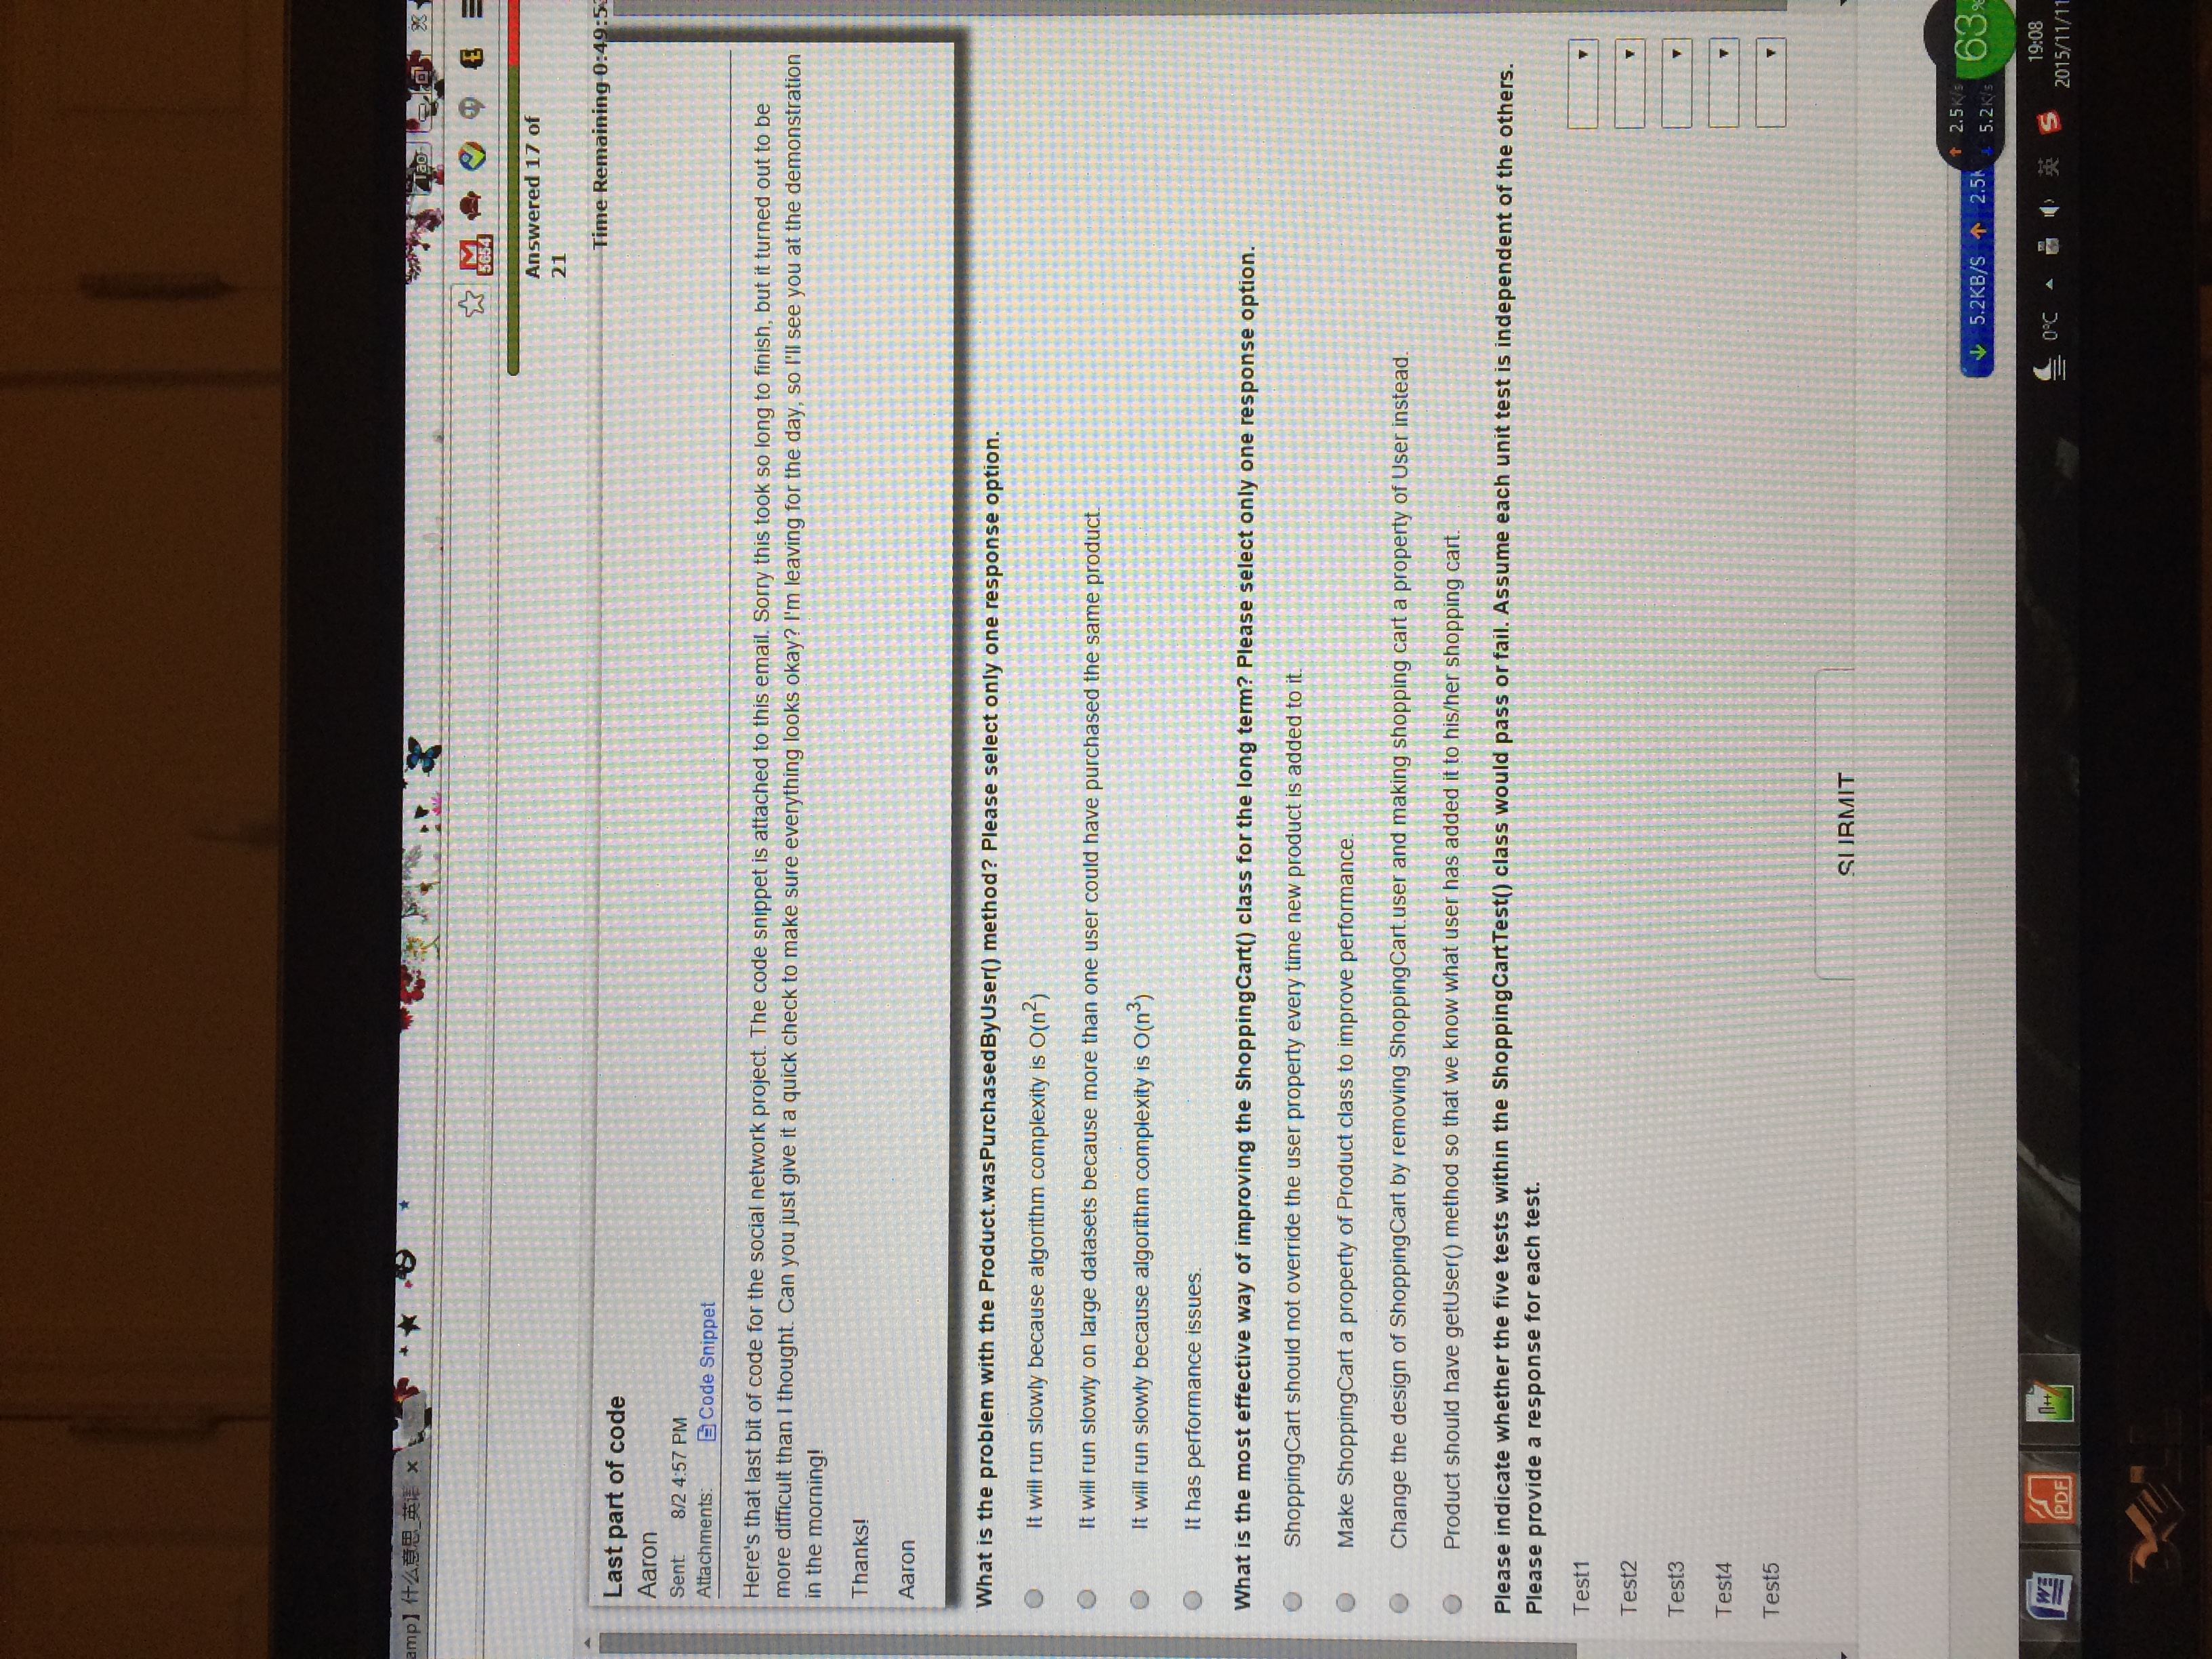 amp】什么意思_英语 ×
Tao
5654
Answered 17 of
21
Time Remaining 0:49:53
Last part of code
Aaron
Sent: 8/2 4:57 PM
Attachments: Code Snippet
Here's that last bit of code for the social network project. The code snippet is attached to this email. Sorry this took so long to finish, but it turned out to be
more difficult than I thought. Can you just give it a quick check to make sure everything looks okay? I'm leaving for the day, so I'll see you at the demonstration
in the morning!
Thanks!
Aaron
What is the problem with the Product.wasPurchasedByUser() method? Please select only one response option.
It will run slowly because algorithm complexity is O(n²)
It will run slowly on large datasets because more than one user could have purchased the same product.
It will run slowly because algorithm complexity is O(n³)
It has performance issues.
What is the most effective way of improving the ShoppingCart() class for the long term? Please select only one response option.
ShoppingCart should not override the user property every time new product is added to it.
Make ShoppingCart a property of Product class to improve performance.
Change the design of ShoppingCart by removing ShoppingCart.user and making shopping cart a property of User instead.
Product should have getUser() method so that we know what user has added it to his/her shopping cart.
Please indicate whether the five tests within the ShoppingCartTest() class would pass or fail. Assume each unit test is independent of the others.
Please provide a response for each test.
Test1
Test2
Test3
Test4
Test5
SUBMIT
2.5K/s
5.2KB/S 2.5K
5.2K/s
63%
PDF
0°C 英
19:08
2015/11/11
DELL